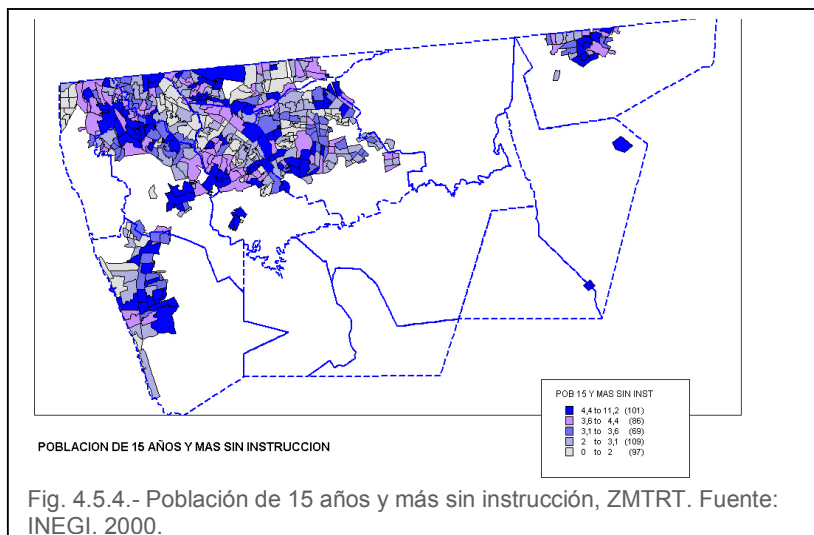 POB 15 Y MAS SIN INST
4,4 to 11,2 (101)
3,6 to 4,4 (86)
3,1 to 3,6 (69)
2 to 3,1 (109)
0 to 2 (97)
POBLACION DE 15 AÑOS Y MAS SIN INSTRUCCION
Fig. 4.5.4.- Población de 15 años y más sin instrucción, ZMTRT. Fuente:
INEGI, 2000.